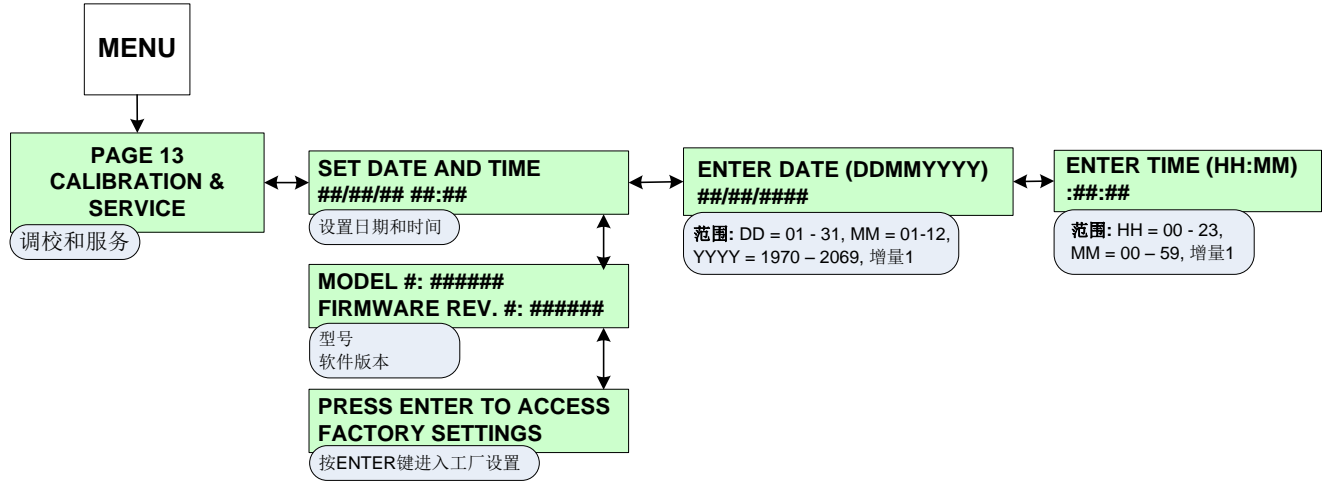 MENU
PAGE 13
CALIBRATION &
SERVICE
调校和服务
SET DATE AND TIME
##/##/## ##:##
设置日期和时间
ENTER DATE (DDMMYYYY)
##/##/####
范围: DD = 01 - 31, MM = 01-12,
YYYY = 1970 – 2069, 增量1
ENTER TIME (HH:MM)
:##:##
范围: HH = 00 - 23,
MM = 00 – 59, 增量1
MODEL #: ######
FIRMWARE REV. #: ######
型号
软件版本
PRESS ENTER TO ACCESS
FACTORY SETTINGS
按ENTER键进入工厂设置